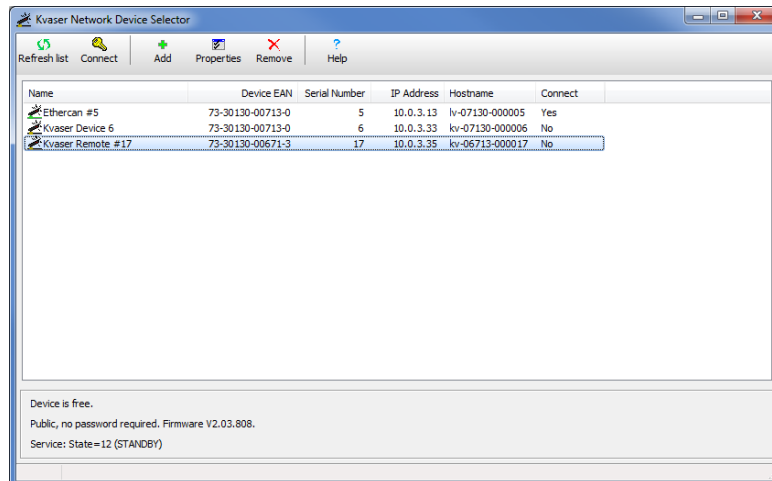 Kvaser Network Device Selector
Refresh list Connect Add Properties Remove Help
Name Device EAN Serial Number IP Address Hostname Connect
Ethercan #5 73-30130-00713-0 5 10.0.3.13 lv-07130-000005 Yes
Kvaser Device 6 73-30130-00713-0 6 10.0.3.33 kv-07130-000006 No
Kvaser Remote #17 73-30130-00671-3 17 10.0.3.35 kv-06713-000017 No
Device is free.
Public, no password required. Firmware V2.03.808.
Service: State=12 (STANDBY)